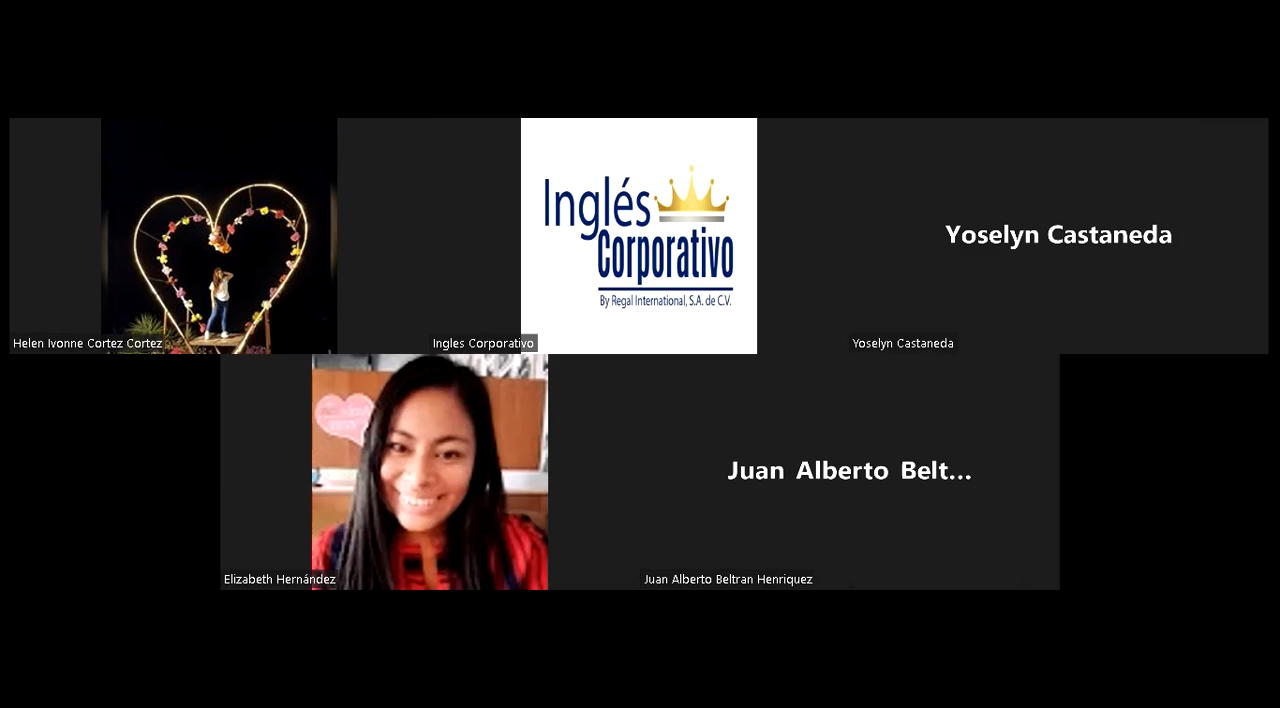 Helen Ivonne Cortez Cortez
Inglés
Corporativo
By Regal International, S.A. de C.V.
Ingles Corporativo
Yoselyn Castaneda
Yoselyn Castaneda
Elizabeth Hernández
Juan Alberto Belt...
Juan Alberto Beltran Henriquez